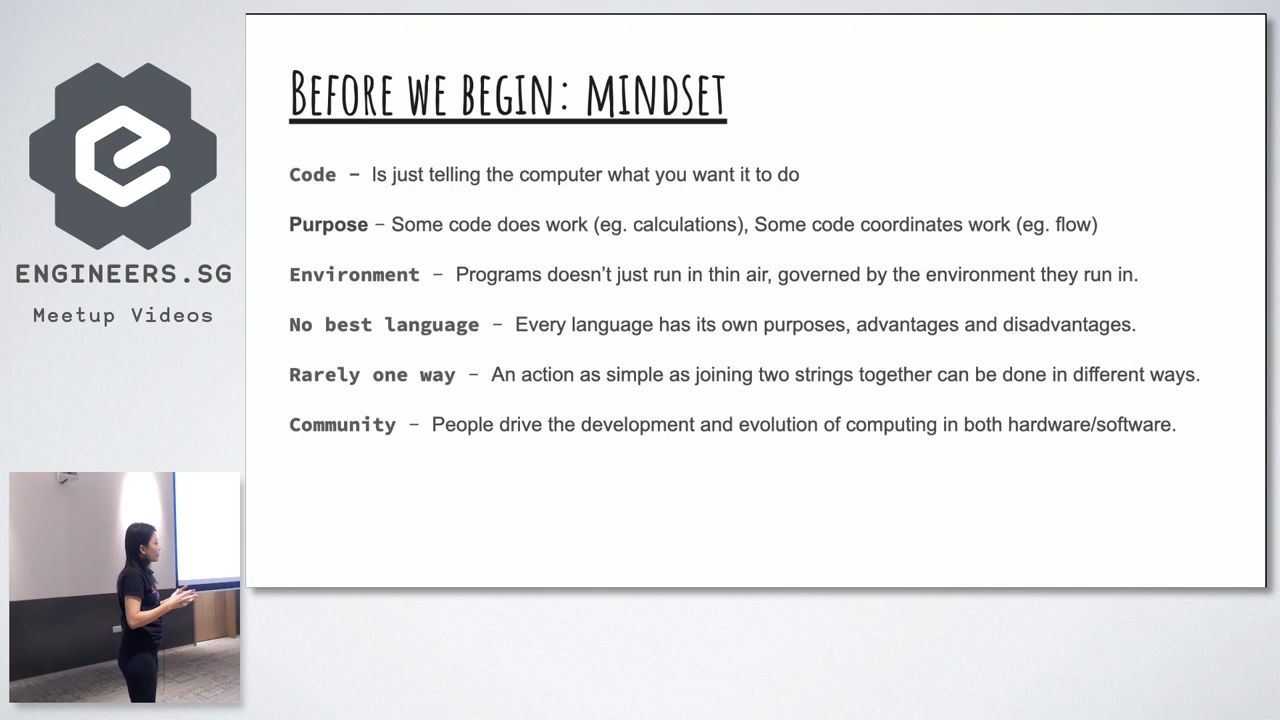 ENGINEERS.SG
Meetup Videos
BEFORE WE BEGIN: MINDSET
Code – Is just telling the computer what you want it to do
Purpose – Some code does work (eg. calculations), Some code coordinates work (eg. flow)
Environment – Programs doesn’t just run in thin air, governed by the environment they run in.
No best language – Every language has its own purposes, advantages and disadvantages.
Rarely one way – An action as simple as joining two strings together can be done in different ways.
Community – People drive the development and evolution of computing in both hardware/software.